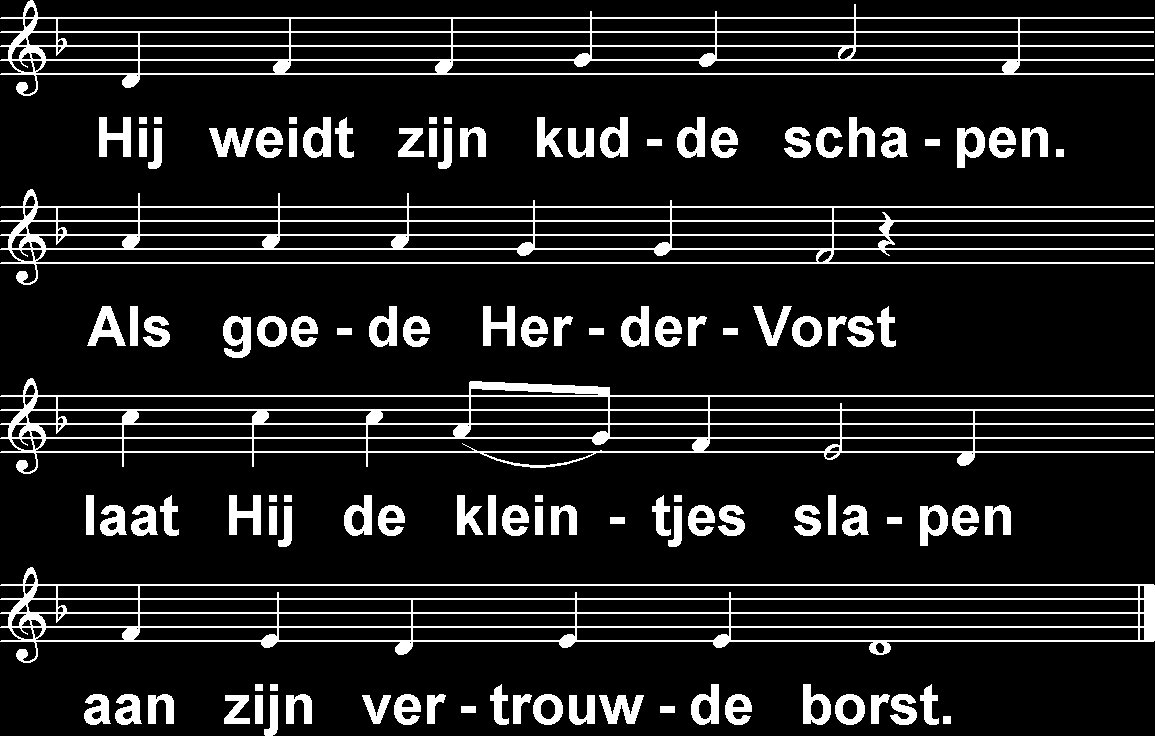 Hij weidt zijn kud - de scha - pen.
Als goe - de Her - der - Vorst
laat Hij de klein - tjes sla - pen
aan zijn ver - trouw - de borst.